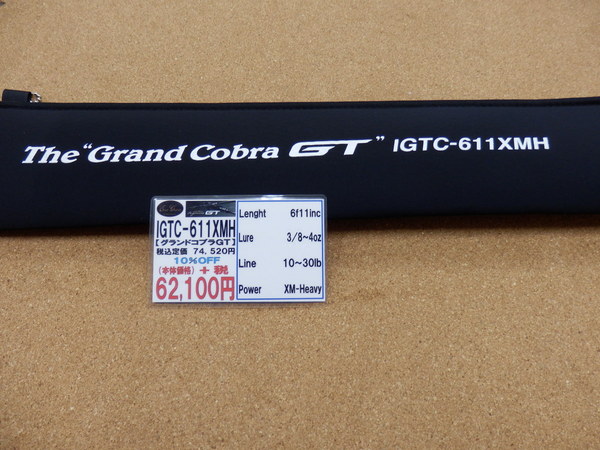 The "Grand Cobra GT" IGTC-611XMH
IGTC-611XMH
【グランドコブラGT】
税込定価 74,520円
10%OFF
(本体価格)+税
62,100円
Lenght 6f11inc
Lure 3/8~4oz
Line 10~30lb
Power XM-Heavy